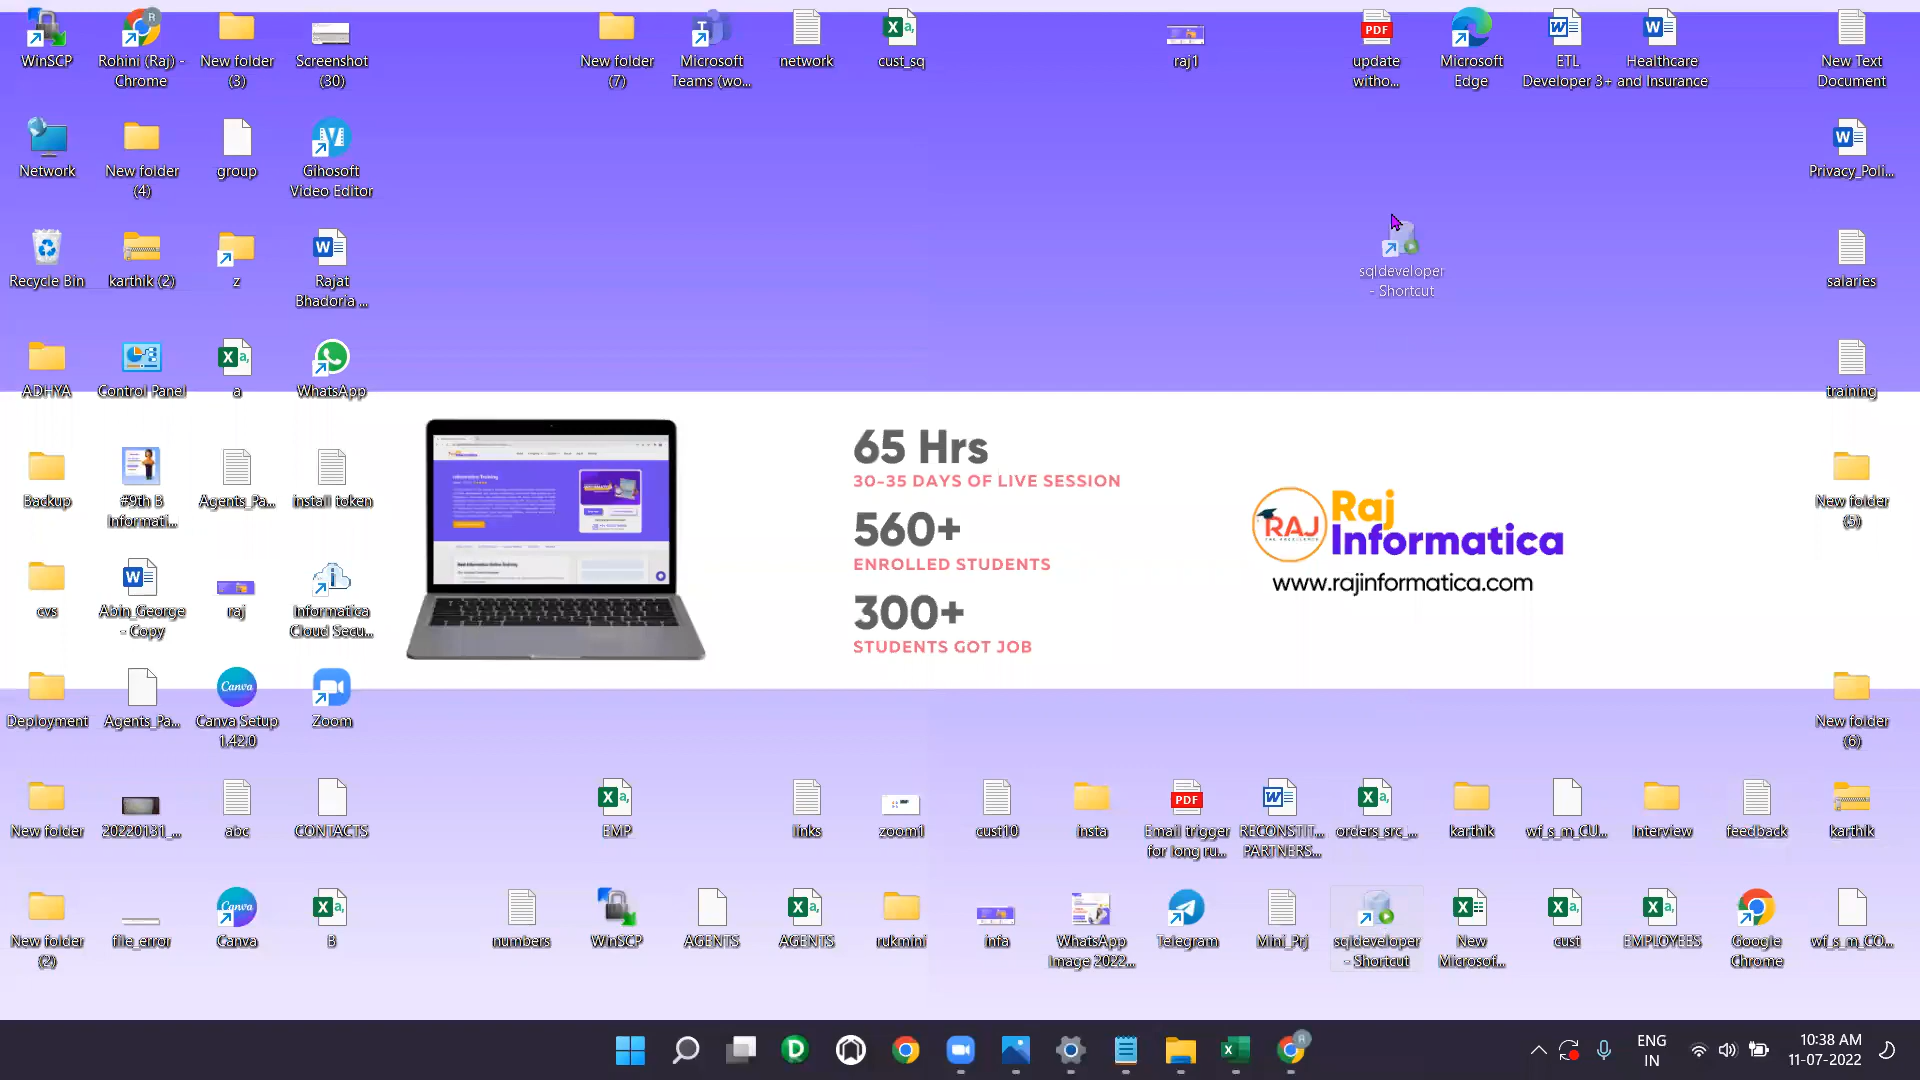 WinSCP
Rohini (Raj) -
Chrome
New folder
(3)
Screenshot
(30)
New folder
(7)
Microsoft
Teams (wo...
network
cust_sq
raj1
PDF
update
witho...
Microsoft
Edge
ETL
Developer 3+
Healthcare
and Insurance
New Text
Document
Network
New folder
(4)
group
Gihosoft
Video Editor
Privacy_Poli...
Recycle Bin
karthik (2)
z
Rajat
Bhadoria ...
sqldeveloper
- Shortcut
salaries
ADHYA
Control Panel
a
WhatsApp
training
65 Hrs
30-35 DAYS OF LIVE SESSION
560+
ENROLLED STUDENTS
300+
STUDENTS GOT JOB
RAJ
Raj
Informatica
www.rajinformatica.com
Backup
#9th B
Informati...
Agents_Pa...
install token
New folder
(5)
cvs
Abin_George
- Copy
raj
Informatica
Cloud Secu...
Deployment
Agents_Pa...
Canva
Canva Setup
1.42.0
Zoom
New folder
(6)
New folder
20220131_...
abc
CONTACTS
EMP
links
zoom1
cust10
insta
PDF
Email trigger
for long ru...
RECONSTIT...
PARTNERS...
orders_src_...
karthik
wf_s_m_CU...
Interview
feedback
karthik
New folder
(2)
file_error
Canva
Canva
B
numbers
WinSCP
AGENTS
AGENTS
rukmini
infa
WhatsApp
Image 2022...
Telegram
Mini_Prj
sqldeveloper
- Shortcut
New
Microsof...
cust
EMPLOYEES
Google
Chrome
wf_s_m_CO...
ENG
IN
10:38 AM
11-07-2022